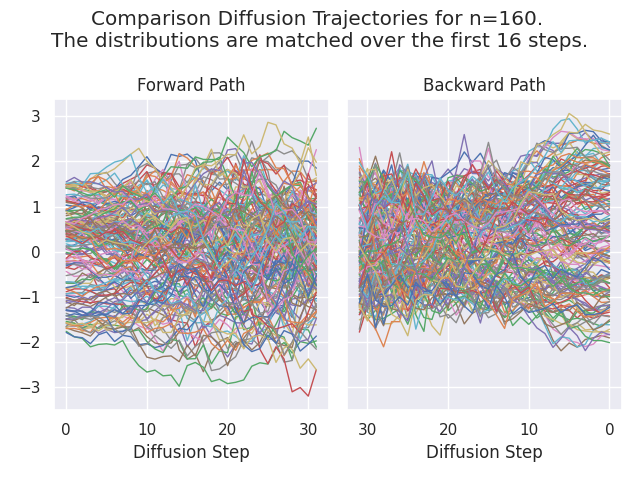 Comparison Diffusion Trajectories for n=160.
The distributions are matched over the first 16 steps.
Forward Path
Backward Path
3
2
1
0
−1
−2
−3
0 10 20 30
30 20 10 0
Diffusion Step
Diffusion Step